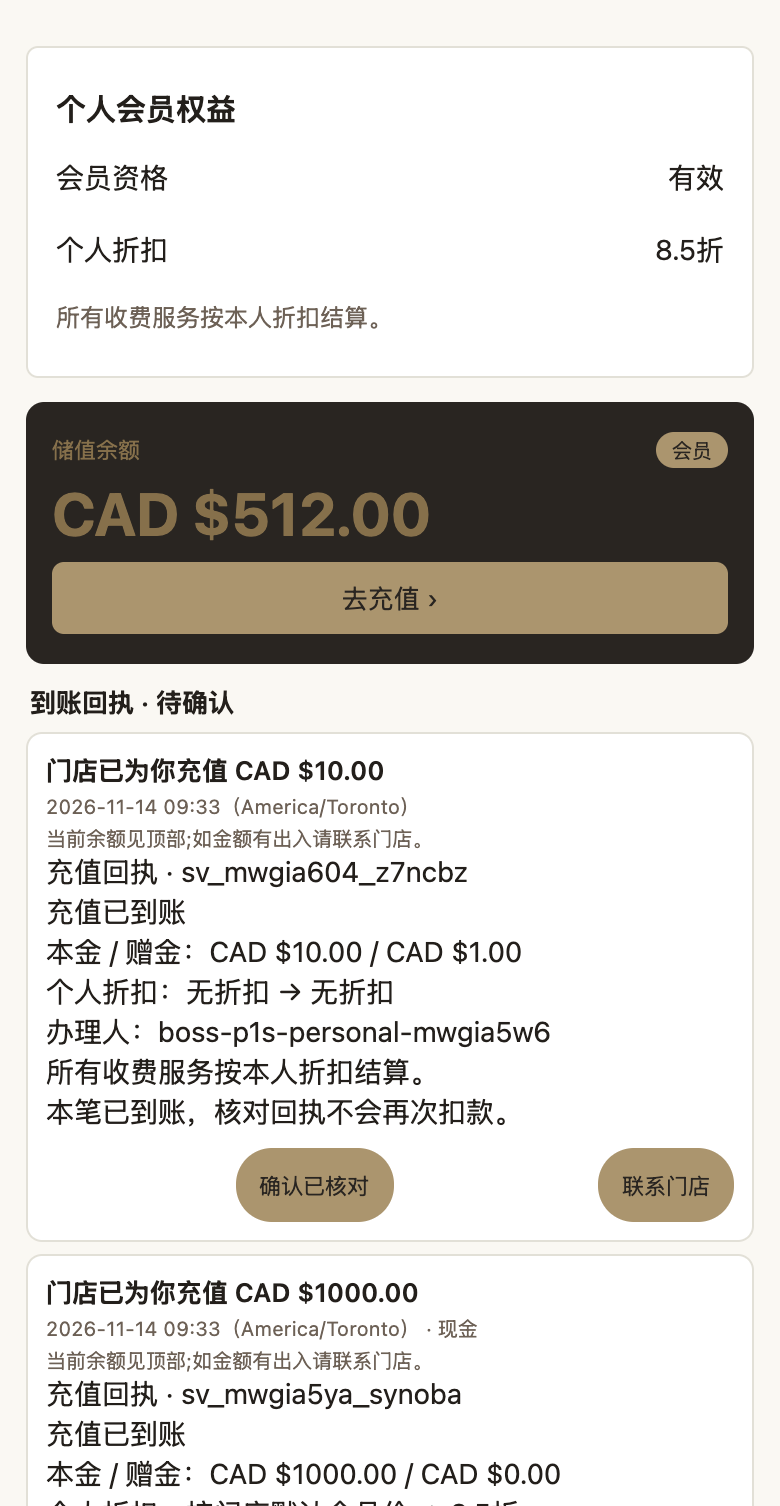 个人会员权益
会员资格 有效
个人折扣 8.5折
所有收费服务按本人折扣结算。
储值余额 会员
CAD $512.00
去充值 ›
到账回执 · 待确认
门店已为你充值 CAD $10.00
2026-11-14 09:33（America/Toronto）
当前余额见顶部;如金额有出入请联系门店。
充值回执 · sv_mwgia604_z7ncbz
充值已到账
本金 / 赠金：CAD $10.00 / CAD $1.00
个人折扣：无折扣 → 无折扣
办理人：boss-p1s-personal-mwgia5w6
所有收费服务按本人折扣结算。
本笔已到账，核对回执不会再次扣款。
确认已核对 联系门店
门店已为你充值 CAD $1000.00
2026-11-14 09:33（America/Toronto） · 现金
当前余额见顶部;如金额有出入请联系门店。
充值回执 · sv_mwgia5ya_synoba
充值已到账
本金 / 赠金：CAD $1000.00 / CAD $0.00